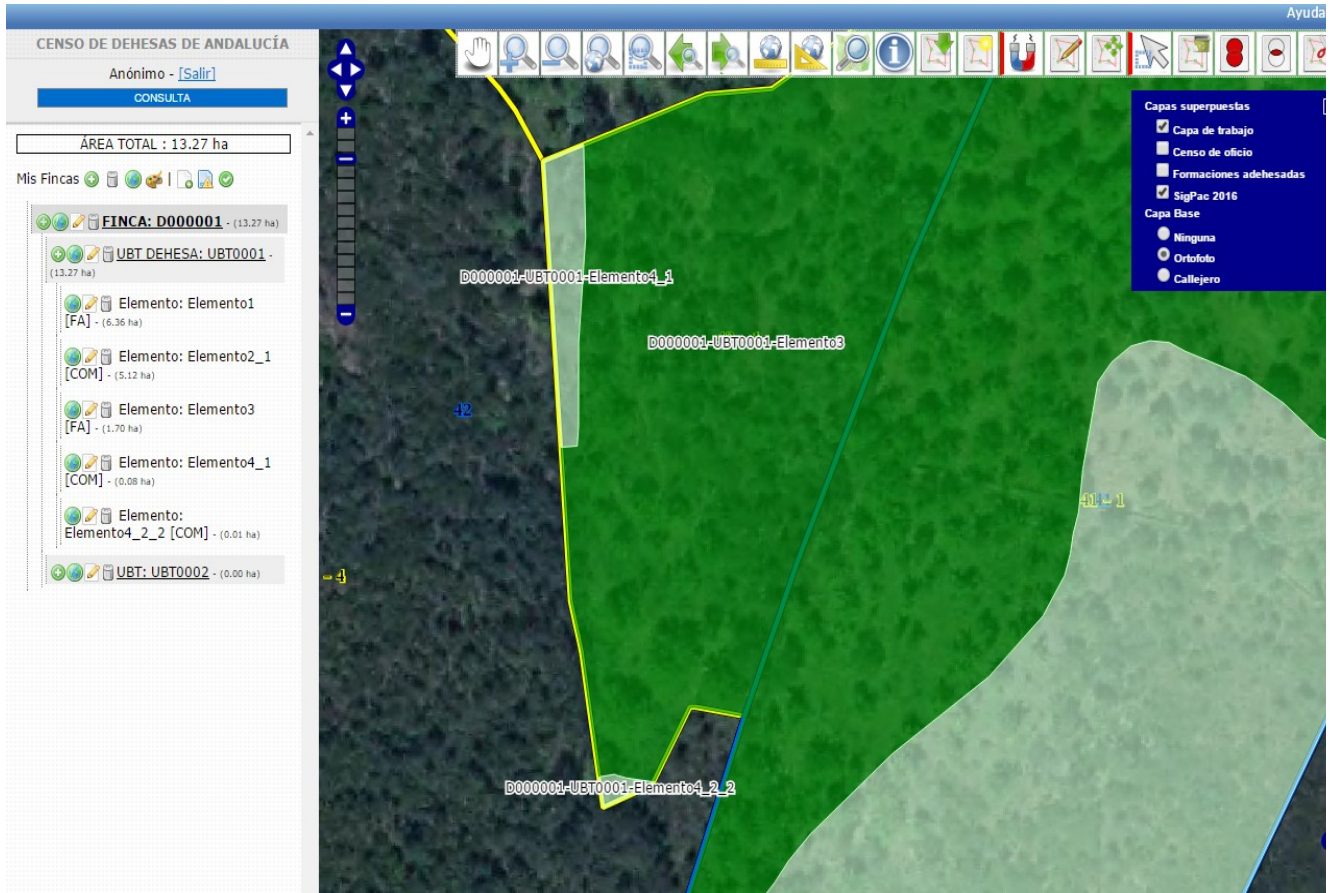 Ayuda
CENSO DE DEHESAS DE ANDALUCÍA
Anónimo - [Salir]
CONSULTA
ÁREA TOTAL : 13.27 ha
Mis Fincas
FINCA: D000001 - (13.27 ha)
UBT DEHESA: UBT0001 -
(13.27 ha)
Elemento: Elemento1
[FA] - (6.36 ha)
Elemento: Elemento2_1
[COM] - (5.12 ha)
Elemento: Elemento3
[FA] - (1.70 ha)
Elemento: Elemento4_1
[COM] - (0.08 ha)
Elemento:
Elemento4_2_2 [COM] - (0.01 ha)
UBT: UBT0002 - (0.00 ha)
Capas superpuestas
Capa de trabajo
Censo de oficio
Formaciones adehesadas
SigPac 2016
Capa Base
Ninguna
Ortofoto
Callejero
D000001-UBT0001-Elemento4_1
D000001-UBT0001-Elemento3
42
- 4
D000001-UBT0001-Elemento4_2_2